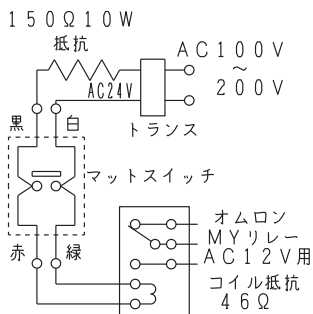 150Ω10W
抵抗
AC100V
～
200V
AC24V
トランス
黒 白
マットスイッチ
赤 緑
オムロン
MYリレー
AC12V用
コイル抵抗
46Ω